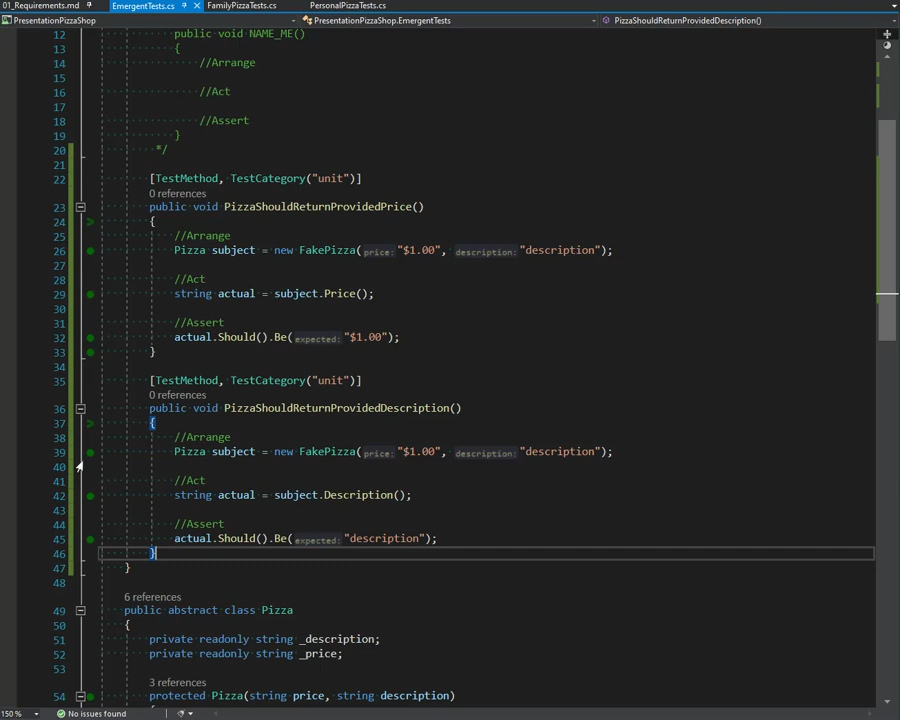 01_Requirements.md
EmergentTests.cs
FamilyPizzaTests.cs
PersonalPizzaTests.cs
PresentationPizzaShop
PresentationPizzaShop.EmergentTests
PizzaShouldReturnProvidedDescription()
12 public void NAME_ME()
13 {
14 //Arrange
15
16 //Act
17
18 //Assert
19 }
20 */
21
22 [TestMethod, TestCategory("unit")]
0 references
23 public void PizzaShouldReturnProvidedPrice()
24 {
25 //Arrange
26 Pizza subject = new FakePizza(price: "$1.00", description: "description");
27
28 //Act
29 string actual = subject.Price();
30
31 //Assert
32 actual.Should().Be(expected: "$1.00");
33 }
34
35 [TestMethod, TestCategory("unit")]
0 references
36 public void PizzaShouldReturnProvidedDescription()
37 {
38 //Arrange
39 Pizza subject = new FakePizza(price: "$1.00", description: "description");
40
41 //Act
42 string actual = subject.Description();
43
44 //Assert
45 actual.Should().Be(expected: "description");
46 }
47 }
48
6 references
49 public abstract class Pizza
50 {
51 private readonly string _description;
52 private readonly string _price;
53
3 references
54 protected Pizza(string price, string description)
150 %
No issues found